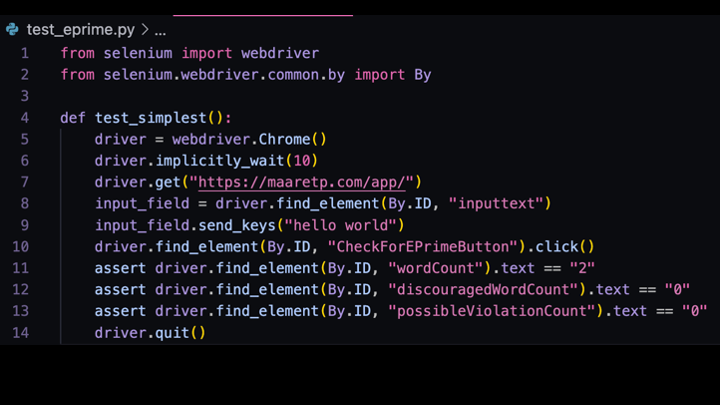 test_eprime.py > ...
1 from selenium import webdriver
2 from selenium.webdriver.common.by import By
3
4 def test_simplest():
5     driver = webdriver.Chrome()
6     driver.implicitly_wait(10)
7     driver.get("https://maaretp.com/app/")
8     input_field = driver.find_element(By.ID, "inputtext")
9     input_field.send_keys("hello world")
10     driver.find_element(By.ID, "CheckForEPrimeButton").click()
11     assert driver.find_element(By.ID, "wordCount").text == "2"
12     assert driver.find_element(By.ID, "discouragedWordCount").text == "0"
13     assert driver.find_element(By.ID, "possibleViolationCount").text == "0"
14     driver.quit()